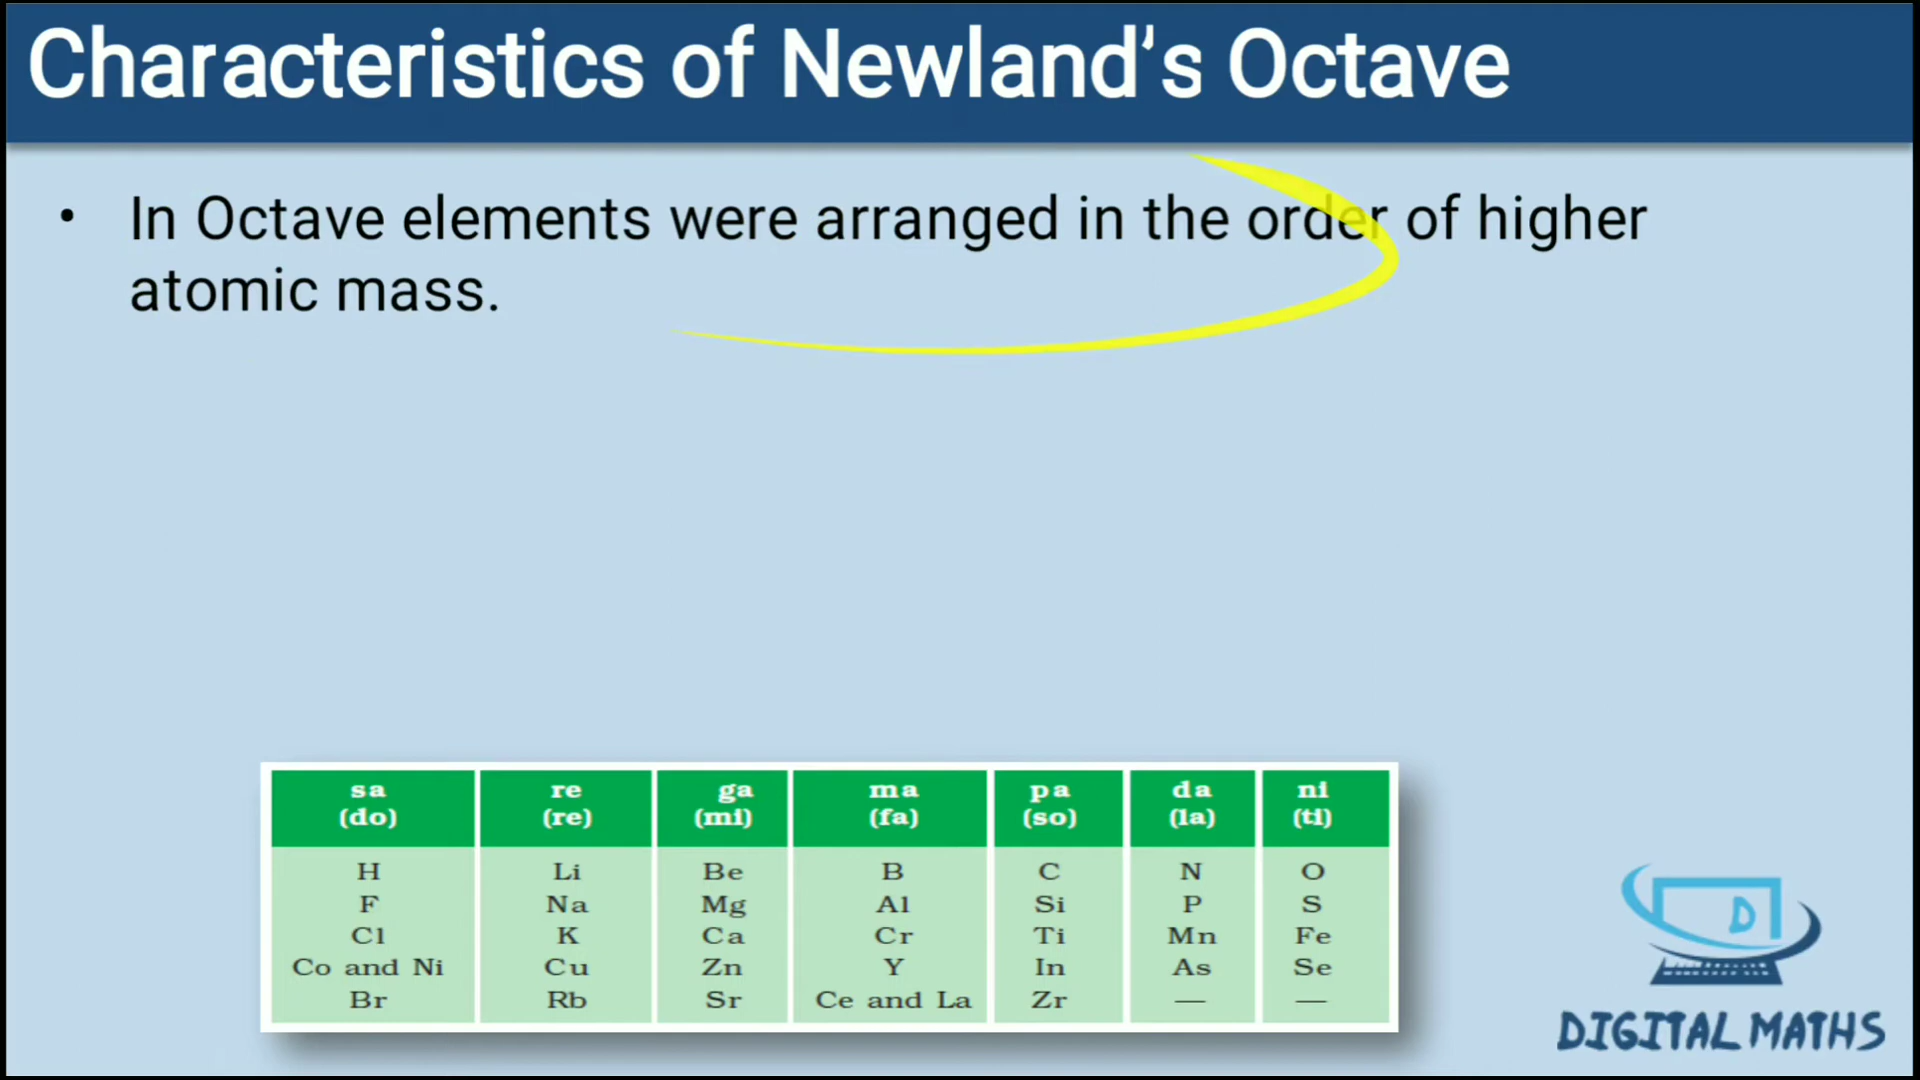 Characteristics of Newland's Octave
• In Octave elements were arranged in the order of higher
atomic mass.
sa re ga ma pa da ni
(do) (re) (mi) (fa) (so) (la) (ti)
H Li Be B C N O
F Na Mg Al Si P S
Cl K Ca Cr Ti Mn Fe
Co and Ni Cu Zn Y In As Se
Br Rb Sr Ce and La Zr — —
D
DIGITAL MATHS